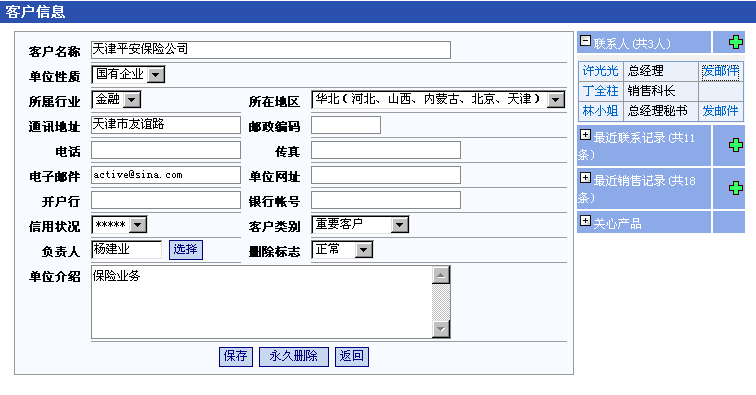 客户信息
客户名称 天津平安保险公司
单位性质 国有企业
所属行业 金融 所在地区 华北(河北、山西、内蒙古、北京、天津)
通讯地址 天津市友谊路 邮政编码
电话 传真
电子邮件 active@sina.com 单位网址
开户行 银行帐号
信用状况 ***** 客户类别 重要客户
负责人 杨建业 选择 删除标志 正常
单位介绍 保险业务
保存 永久删除 返回
联系人(共3人)
许光光 总经理 发邮件
丁全柱 销售科长
林小姐 总经理秘书 发邮件
最近联系记录(共11
条)
最近销售记录(共18
条)
关心产品